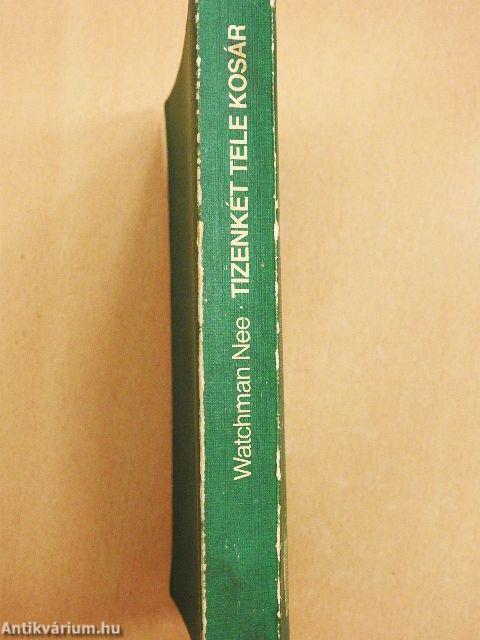 Watchman Nee · TIZENKÉT TELE KOSÁR
Antikvárium.hu